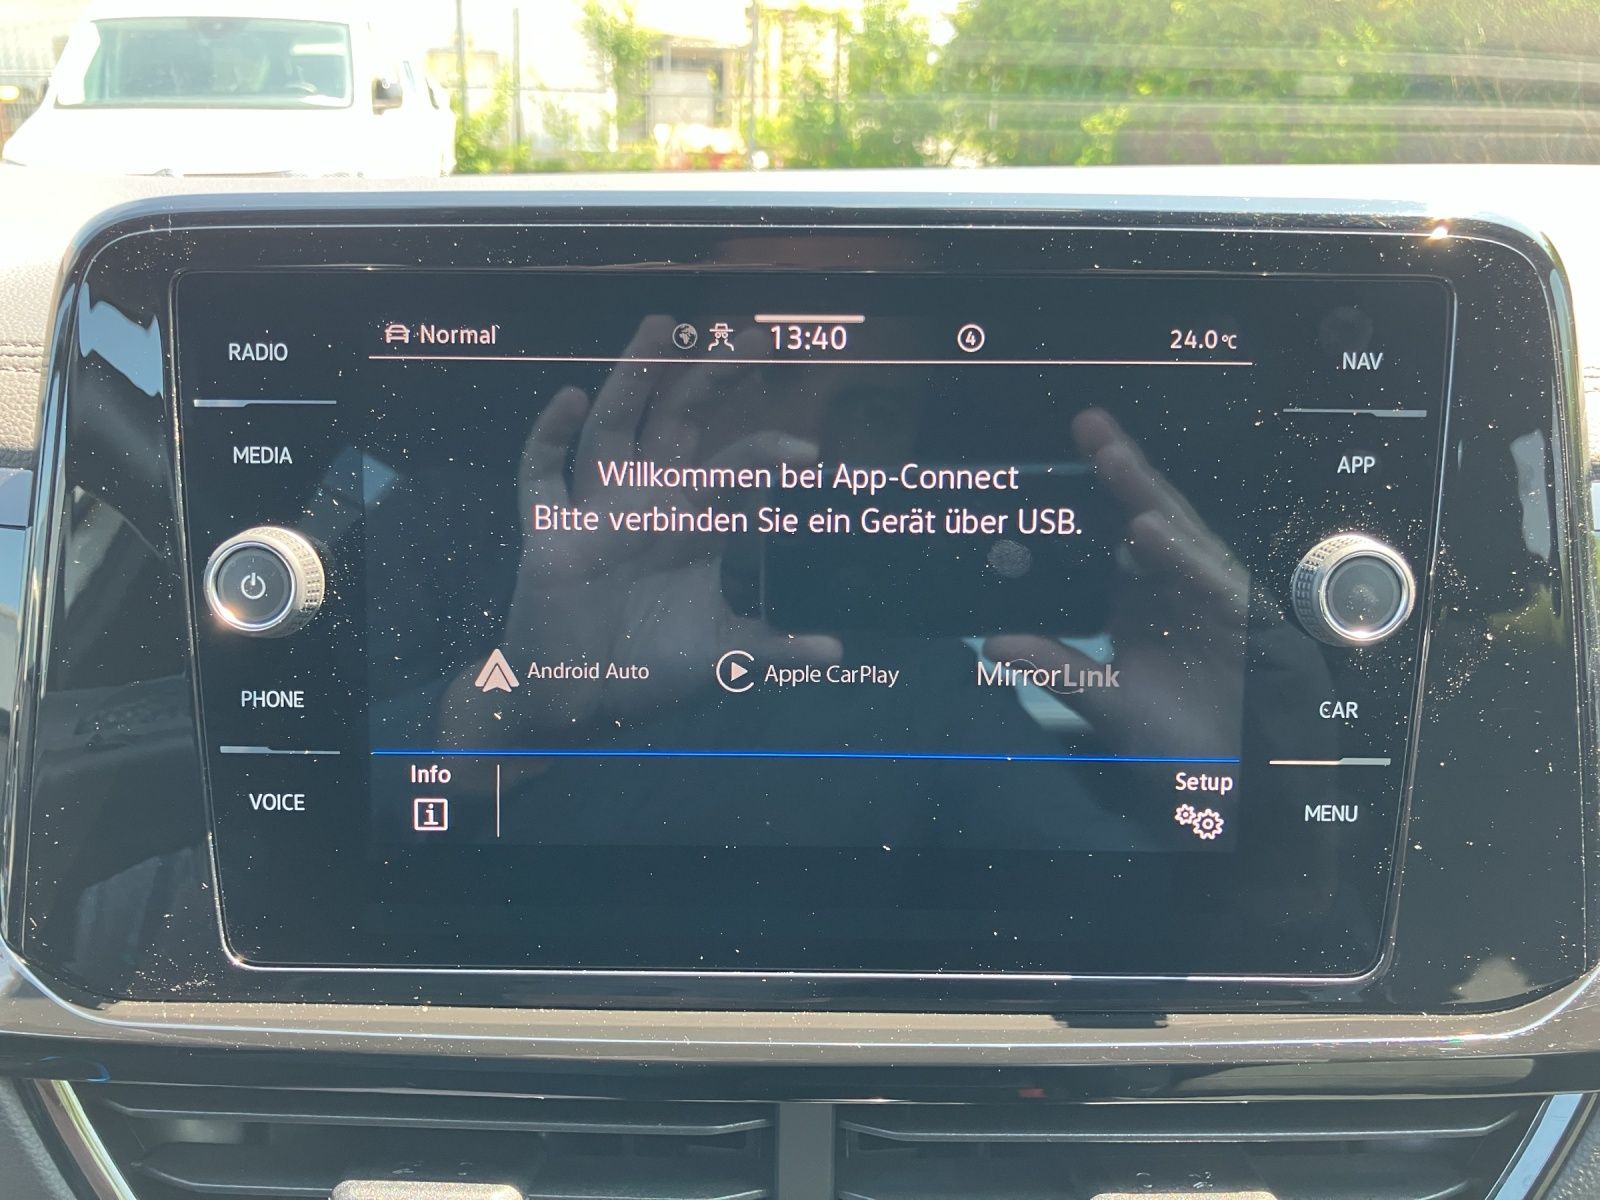 Normal
13:40
4
24.0°C
RADIO
MEDIA
PHONE
VOICE
NAV
APP
CAR
MENU
Willkommen bei App-Connect
Bitte verbinden Sie ein Gerät über USB.
Android Auto
Apple CarPlay
MirrorLink
Info
i
Setup